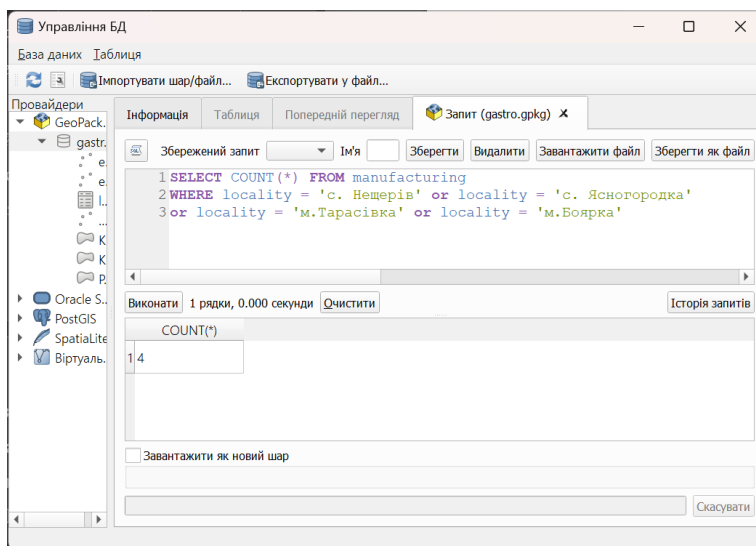 Управління БД
База даних Таблиця
Імпортувати шар/файл... Експортувати у файл...
Провайдери
GeoPack.
gastr.
e.
e.
l..
...
K
K
P.
Oracle S..
PostGIS
SpatiaLite
Віртуаль.
Інформація Таблиця Попередній перегляд Запит (gastro.gpkg)
Збережений запит Ім'я Зберегти Видалити Завантажити файл Зберегти як файл
1 SELECT COUNT(*) FROM manufacturing
2 WHERE locality = 'с. Нещерів' or locality = 'с. Ясногородка'
3 or locality = 'м.Тарасівка' or locality = 'м.Боярка'
Виконати 1 рядки, 0.000 секунди Очистити Історія запитів
COUNT(*)
1 4
Завантажити як новий шар
Скасувати